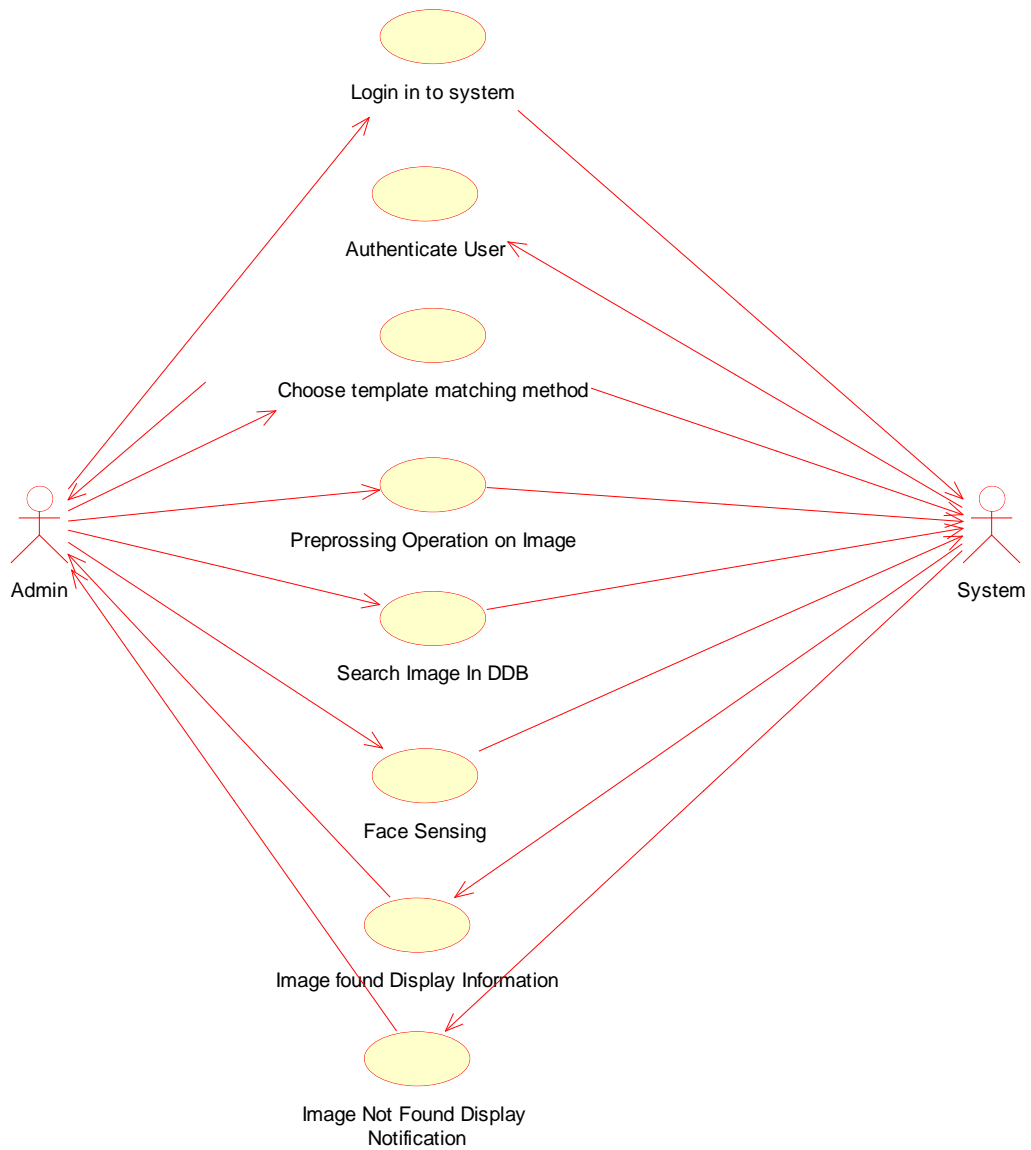 Login in to system
Authenticate User
Choose template matching method
Preprossing Operation on Image
Admin
System
Search Image In DDB
Face Sensing
Image found Display Information
Image Not Found Display
Notification